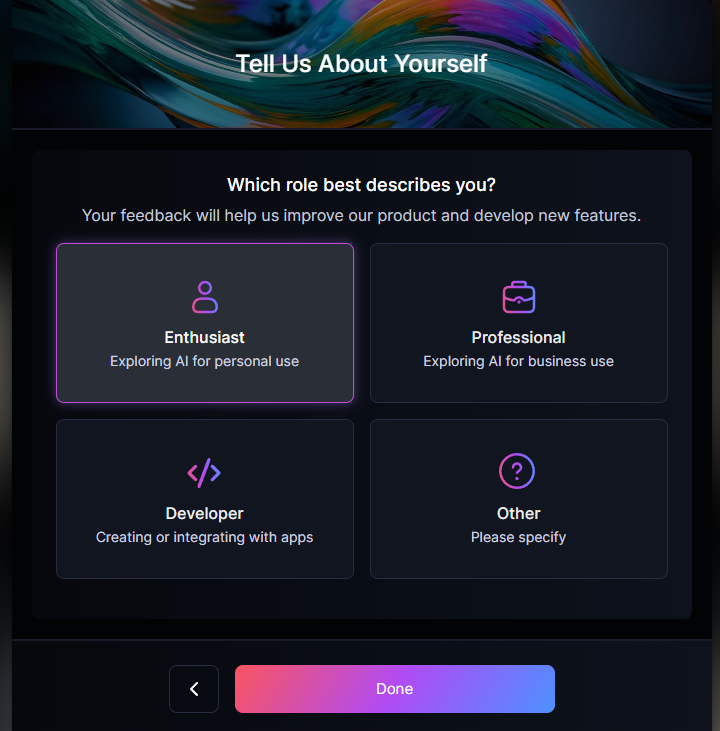 Tell Us About Yourself
Which role best describes you?
Your feedback will help us improve our product and develop new features.
Enthusiast
Exploring AI for personal use
Professional
Exploring AI for business use
Developer
Creating or integrating with apps
Other
Please specify
Done